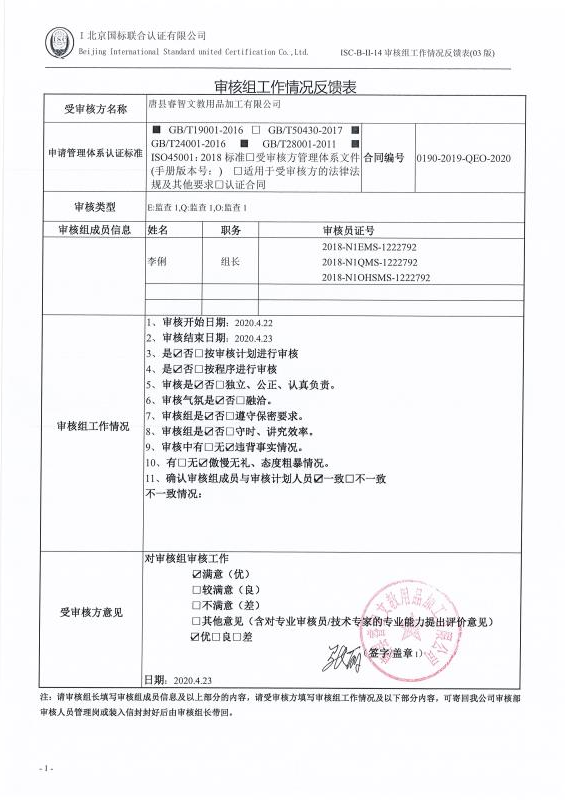 I 北京国标联合认证有限公司
Beijing International Standard united Certification Co.,Ltd.
ISC-B-II-14 审核组工作情况反馈表(03 版)
审核组工作情况反馈表
受审核方名称
唐县睿智文教用品加工有限公司
申请管理体系认证标准
■ GB/T19001-2016 □ GB/T50430-2017 ■
GB/T24001-2016 ■ GB/T28001-2011 ■
ISO45001：2018 标准□受审核方管理体系文件
(手册版本号：) □适用于受审核方的法律法
规及其他要求□认证合同
合同编号
0190-2019-QEO-2020
审核类型
E:监查 1,Q:监查 1,O:监查 1
审核组成员信息
姓名
职务
审核员证号
李俐
组长
2018-N1EMS-1222792
2018-N1QMS-1222792
2018-N1OHSMS-1222792
审核组工作情况
1、审核开始日期：2020.4.22
2、审核结束日期：2020.4.23
3、是☑否□按审核计划进行审核
4、是☑否□按程序进行审核
5、审核是☑否□独立、公正、认真负责。
6、审核气氛是☑否□融洽。
7、审核组是☑否□遵守保密要求。
8、审核组是☑否□守时、讲究效率。
9、审核中有□无☑违背事实情况。
10、有□无☑傲慢无礼、态度粗暴情况。
11、确认审核组成员与审核计划人员☑一致□不一致
不一致情况：
受审核方意见
对审核组审核工作
☑满意（优）
□较满意（良）
□不满意（差）
□其他意见（含对专业审核员/技术专家的专业能力提出评价意见）
☑优□良□差
（签字/盖章：）
日期：2020.4.23
注：请审核组长填写审核组成员信息及以上部分的内容，请受审核方填写审核组工作情况及以下部分内容，可寄回我公司审核部
审核人员管理岗或装入信封封好后由审核组长带回。
- 1 -